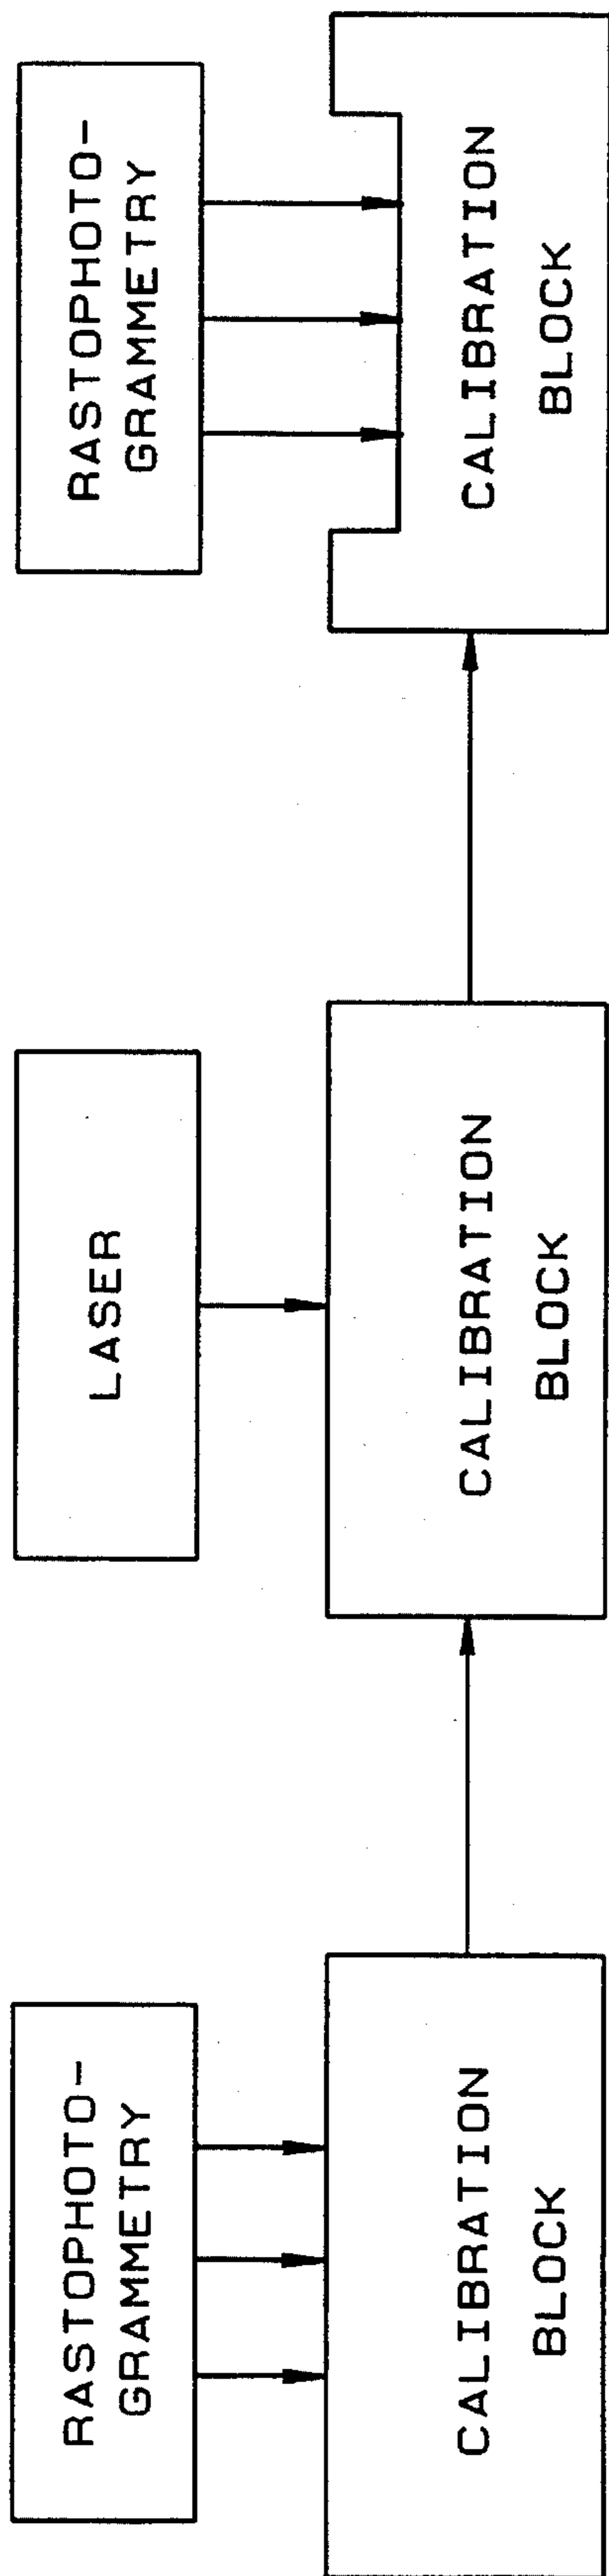 RASTOPHOTO-
GRAMMETRY
CALIBRATION
BLOCK
LASER
CALIBRATION
BLOCK
RASTOPHOTO-
GRAMMETRY
CALIBRATION
BLOCK